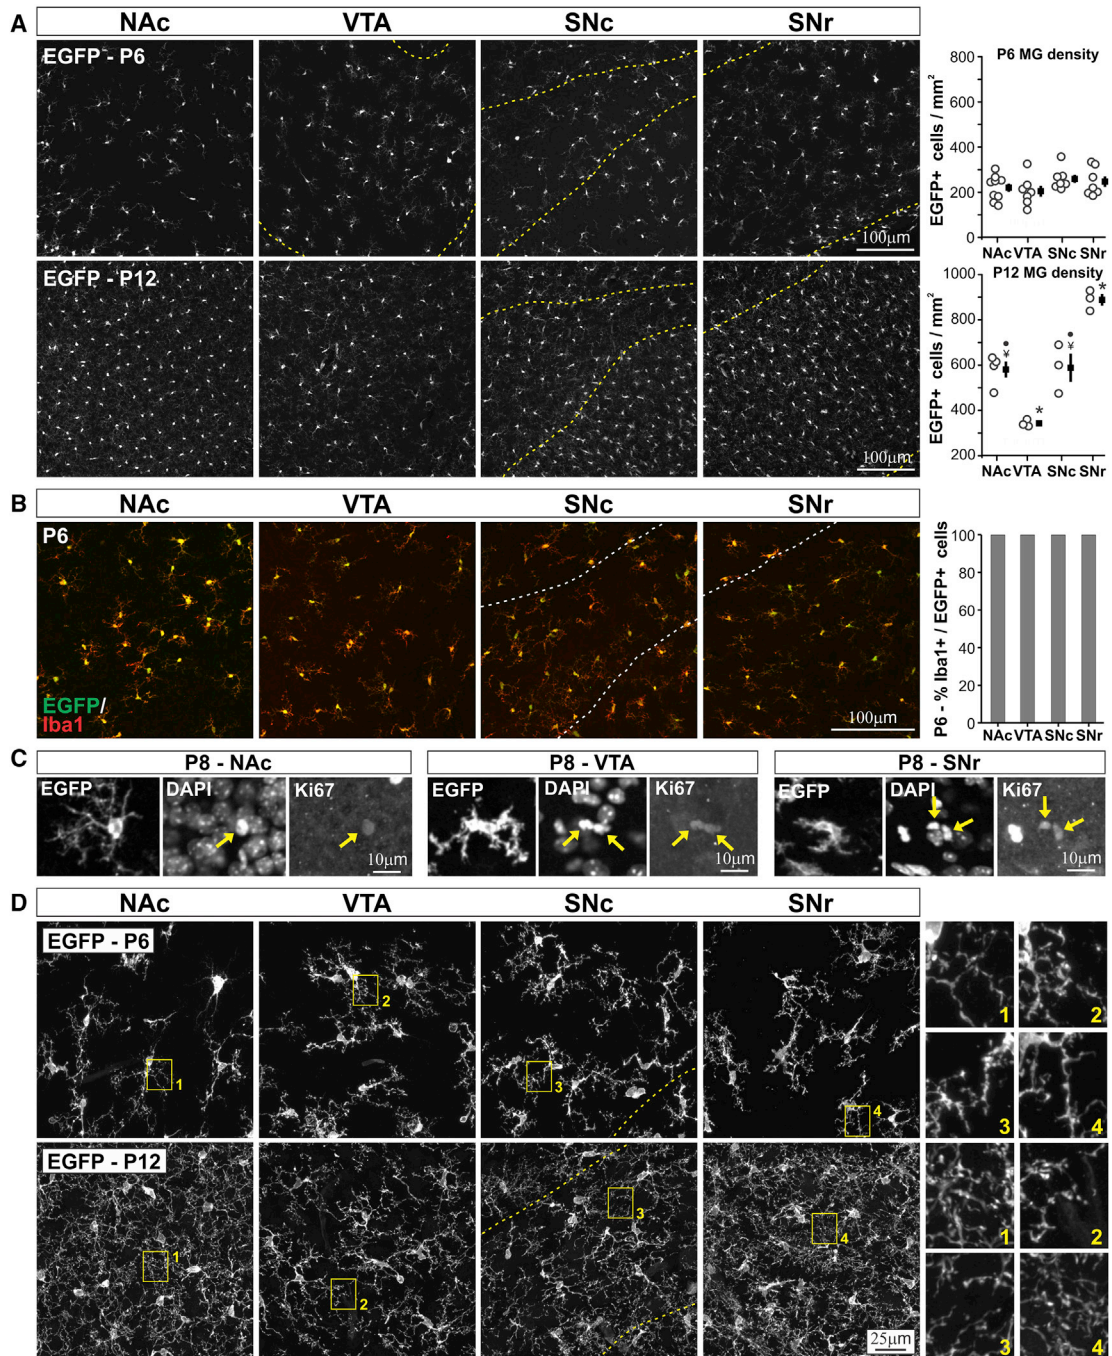 A
NAc VTA SNc SNr
EGFP - P6
100μm
P6 MG density
EGFP+ cells / mm²
800
600
400
200
0
NAc VTA SNc SNr
EGFP - P12
100μm
P12 MG density
EGFP+ cells / mm²
1000
800
600
400
200
• ¥
*
• ¥
*
NAc VTA SNc SNr
B
NAc VTA SNc SNr
P6
EGFP/
Iba1
100μm
P6 - % Iba1+ / EGFP+ cells
100
80
60
40
20
0
NAc VTA SNc SNr
C
P8 - NAc P8 - VTA P8 - SNr
EGFP DAPI Ki67 EGFP DAPI Ki67 EGFP DAPI Ki67
10μm 10μm 10μm
D
NAc VTA SNc SNr
EGFP - P6
1 2 3 4
1 2
3 4
EGFP - P12
1 2 3 4
25μm
1 2
3 4